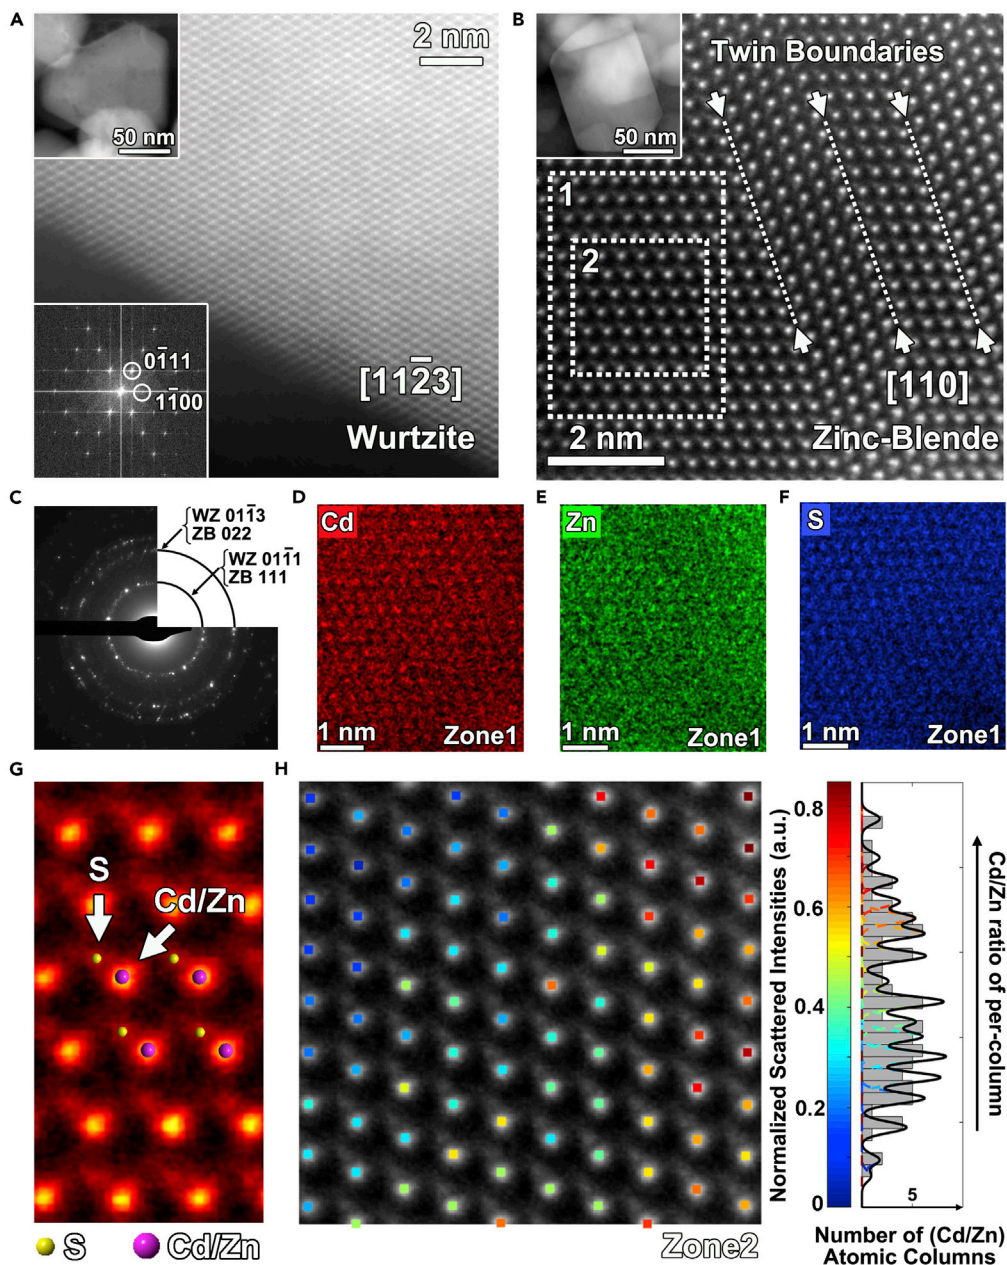 A
50 nm
2 nm
01̅11
11̅00
[112̅3]
Wurtzite
B
50 nm
Twin Boundaries
1
2
[110]
2 nm
Zinc-Blende
C
WZ 011̅3
ZB 022
WZ 011̅1
ZB 111
D
Cd
1 nm
Zone1
E
Zn
1 nm
Zone1
F
S
1 nm
Zone1
G
S
Cd/Zn
S
Cd/Zn
H
Zone2
Normalized Scattered Intensities (a.u.)
0.8
0.6
0.4
0.2
0
5
Number of (Cd/Zn)
Atomic Columns
Cd/Zn ratio of
per-column